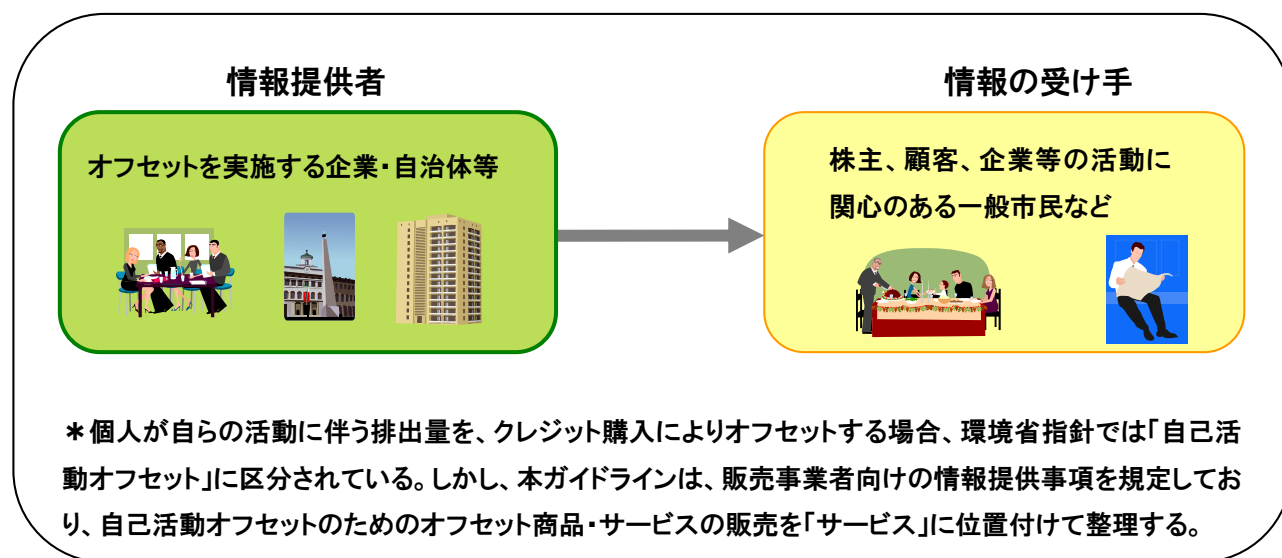 情報提供者
情報の受け手
オフセットを実施する企業・自治体等
株主、顧客、企業等の活動に
関心のある一般市民など
＊個人が自らの活動に伴う排出量を、クレジット購入によりオフセットする場合、環境省指針では「自己活
動オフセット」に区分されている。しかし、本ガイドラインは、販売事業者向けの情報提供事項を規定してお
り、自己活動オフセットのためのオフセット商品・サービスの販売を「サービス」に位置付けて整理する。